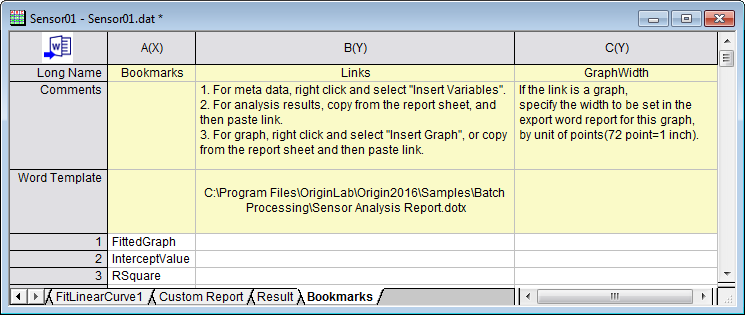 Sensor01 - Sensor01.dat *
A(X) B(Y) C(Y)
Long Name Bookmarks Links GraphWidth
Comments
1. For meta data, right click and select "Insert Variables".
2. For analysis results, copy from the report sheet, and
then paste link.
3. For graph, right click and select "Insert Graph", or copy
from the report sheet and then paste link.
If the link is a graph,
specify the width to be set in the
export word report for this graph,
by unit of points(72 point=1 inch).
Word Template
C:\Program Files\OriginLab\Origin2016\Samples\Batch
Processing\Sensor Analysis Report.dotx
1 FittedGraph
2 InterceptValue
3 RSquare
FitLinearCurve1 Custom Report Result Bookmarks